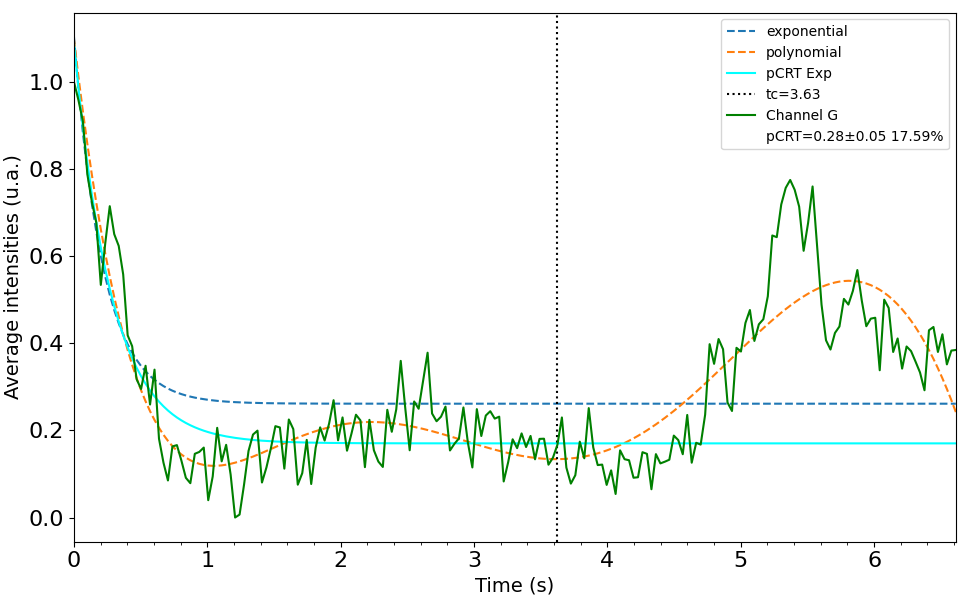 exponential
polynomial
pCRT Exp
tc=3.63
Channel G
pCRT=0.28±0.05 17.59%
Average intensities (u.a.)
1.0
0.8
0.6
0.4
0.2
0.0
0 1 2 3 4 5 6
Time (s)